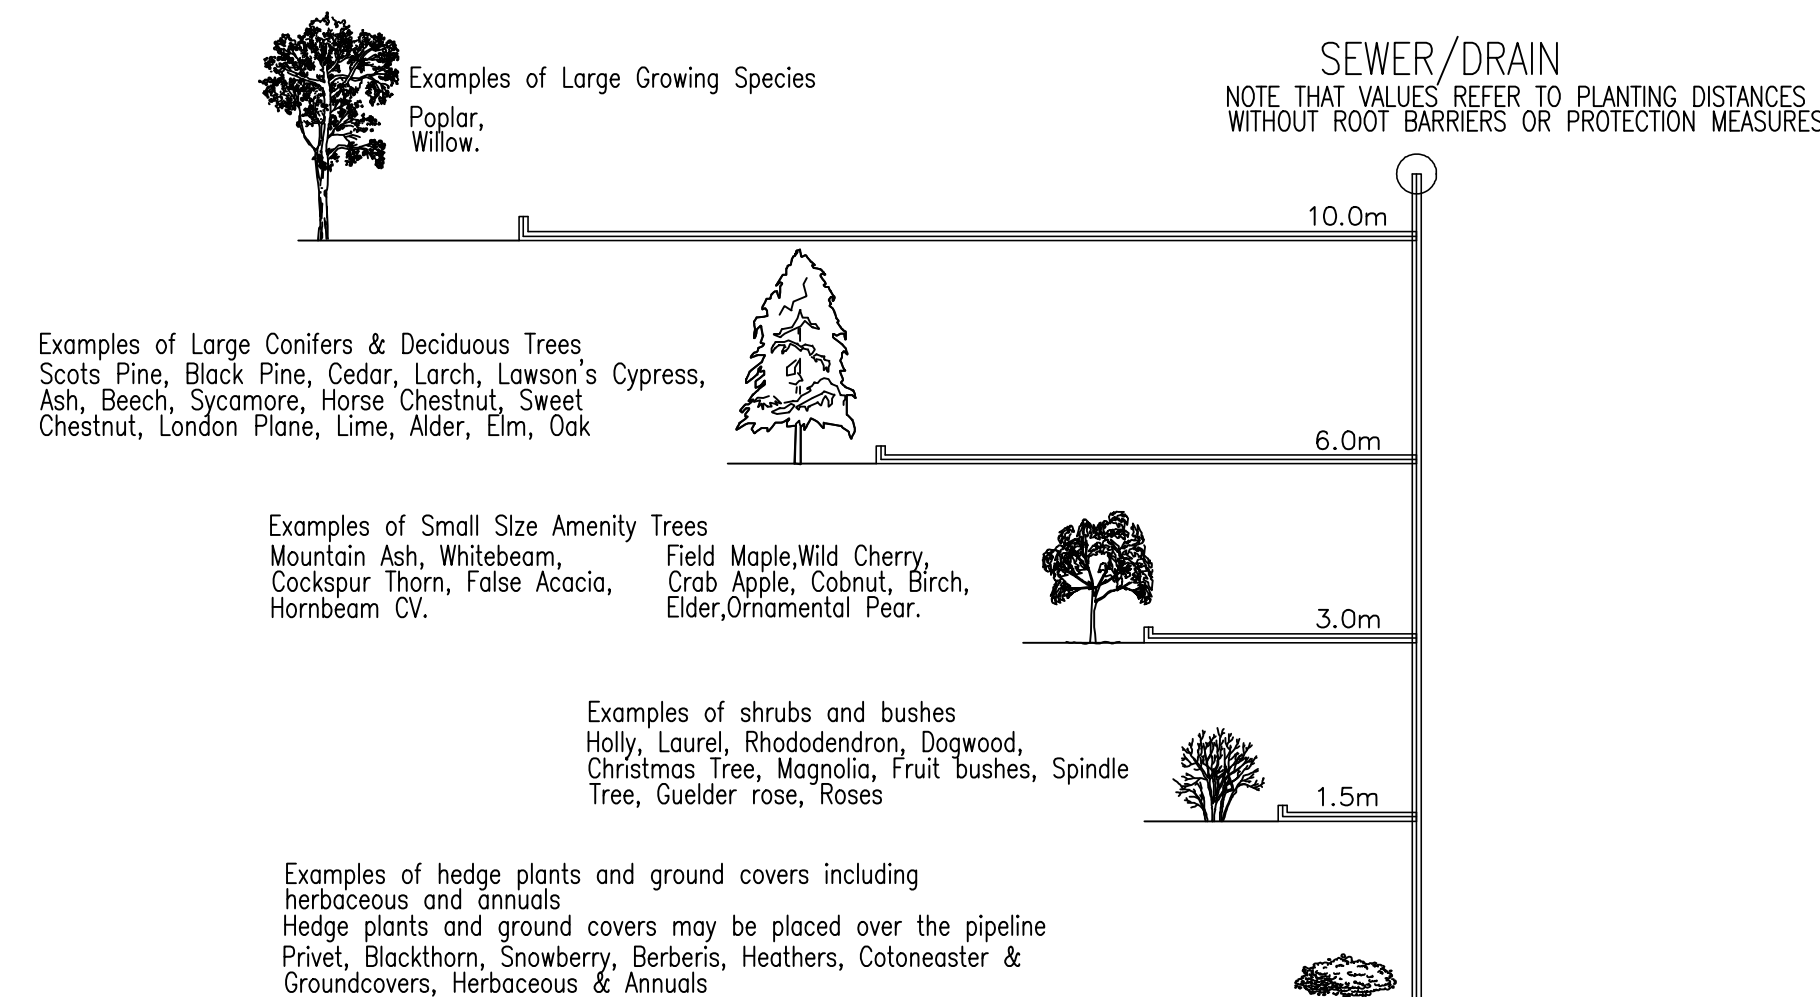 Examples of Large Growing Species
Poplar,
Willow.
SEWER/DRAIN
NOTE THAT VALUES REFER TO PLANTING DISTANCES
WITHOUT ROOT BARRIERS OR PROTECTION MEASURES
10.0m
Examples of Large Conifers & Deciduous Trees
Scots Pine, Black Pine, Cedar, Larch, Lawson's Cypress,
Ash, Beech, Sycamore, Horse Chestnut, Sweet
Chestnut, London Plane, Lime, Alder, Elm, Oak
6.0m
Examples of Small SIze Amenity Trees
Mountain Ash, Whitebeam,
Cockspur Thorn, False Acacia,
Hornbeam CV.
Field Maple,Wild Cherry,
Crab Apple, Cobnut, Birch,
Elder,Ornamental Pear.
3.0m
Examples of shrubs and bushes
Holly, Laurel, Rhododendron, Dogwood,
Christmas Tree, Magnolia, Fruit bushes, Spindle
Tree, Guelder rose, Roses
1.5m
Examples of hedge plants and ground covers including
herbaceous and annuals
Hedge plants and ground covers may be placed over the pipeline
Privet, Blackthorn, Snowberry, Berberis, Heathers, Cotoneaster &
Groundcovers, Herbaceous & Annuals